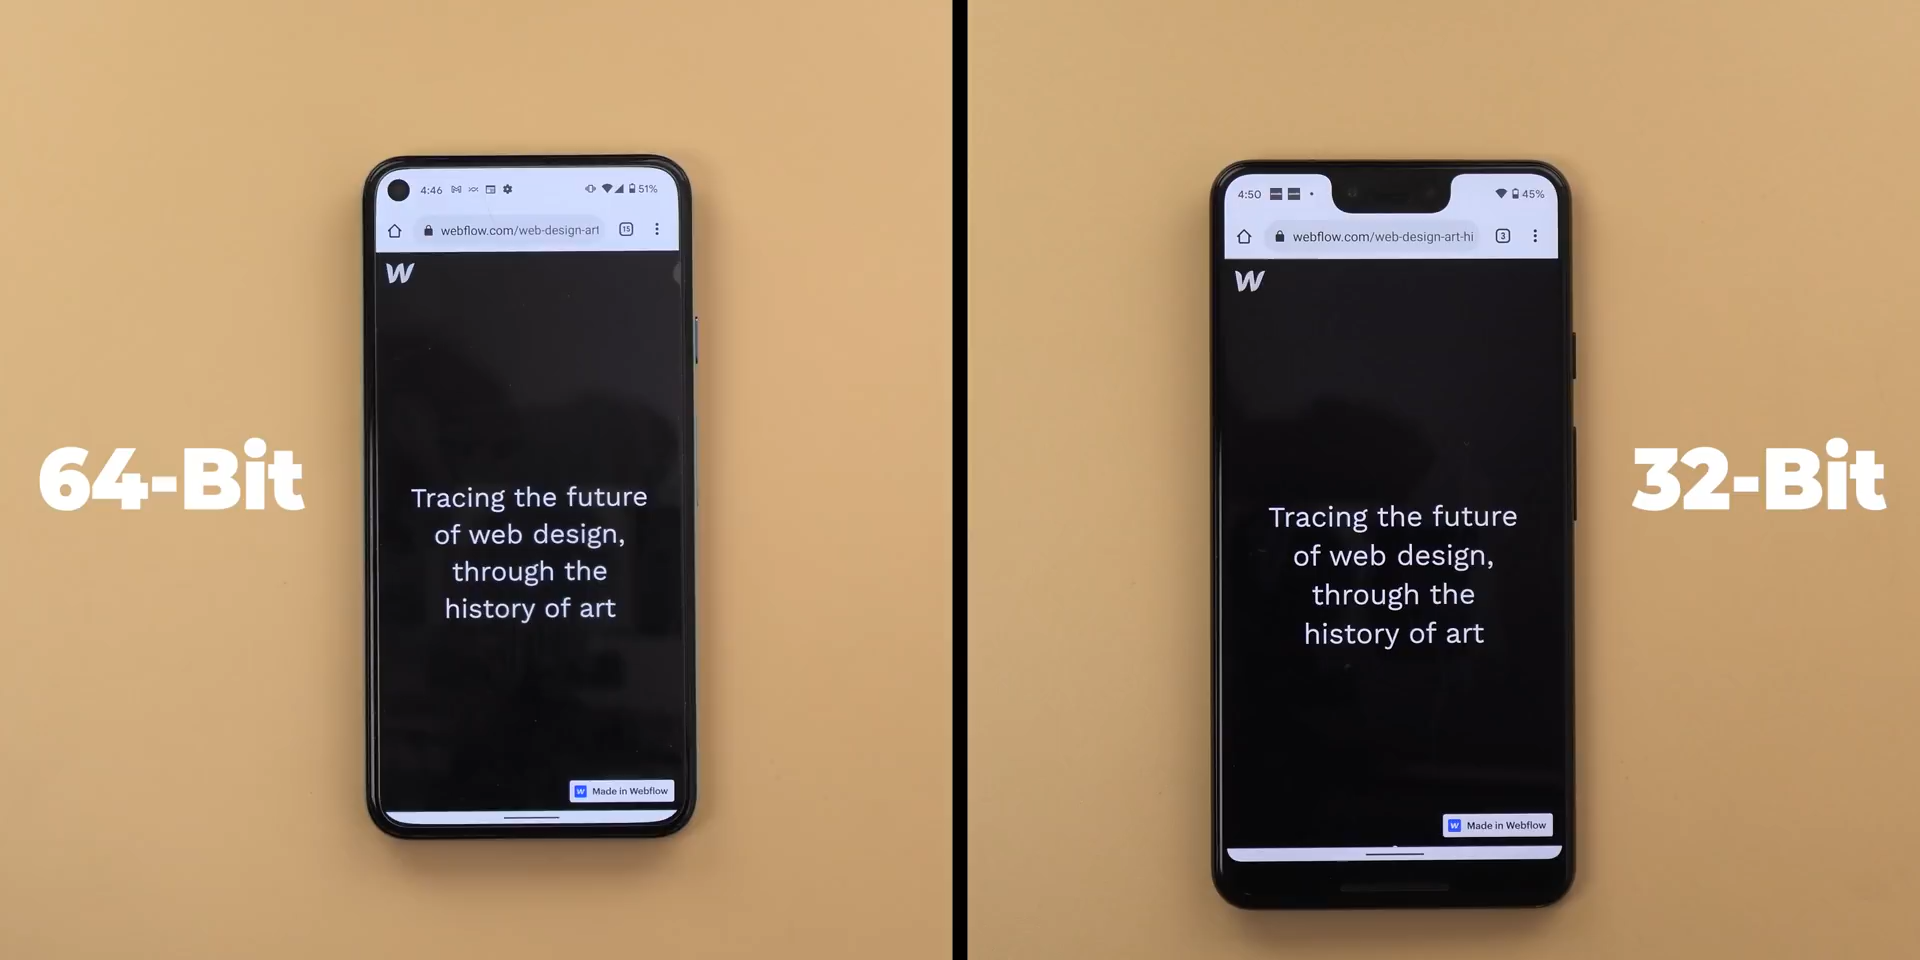 64-Bit
4:46
51%
webflow.com/web-design-art
15
W
Tracing the future
of web design,
through the
history of art
W Made in Webflow
4:50
45%
webflow.com/web-design-art-hi
3
W
Tracing the future
of web design,
through the
history of art
W Made in Webflow
32-Bit